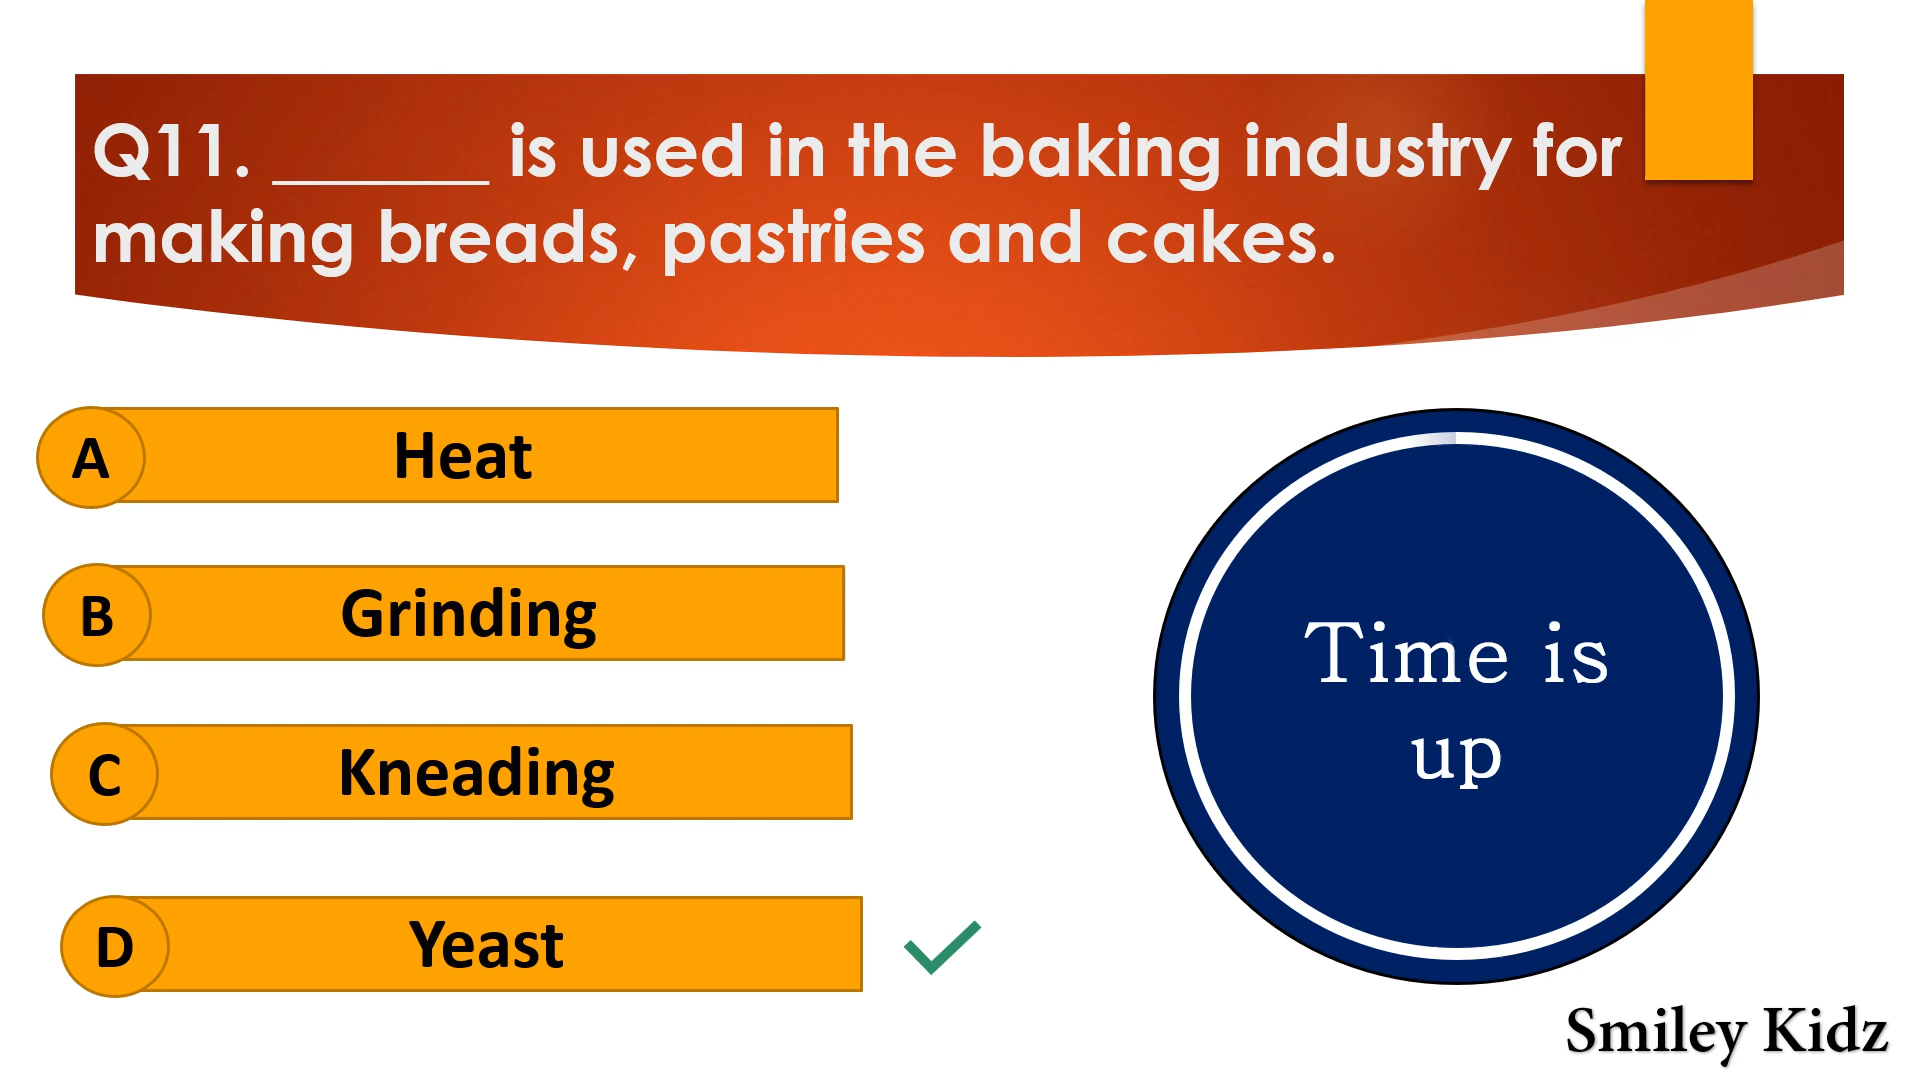 Q11. ______ is used in the baking industry for
making breads, pastries and cakes.
A Heat
B Grinding
C Kneading
D Yeast
Time is
up
Smiley Kidz